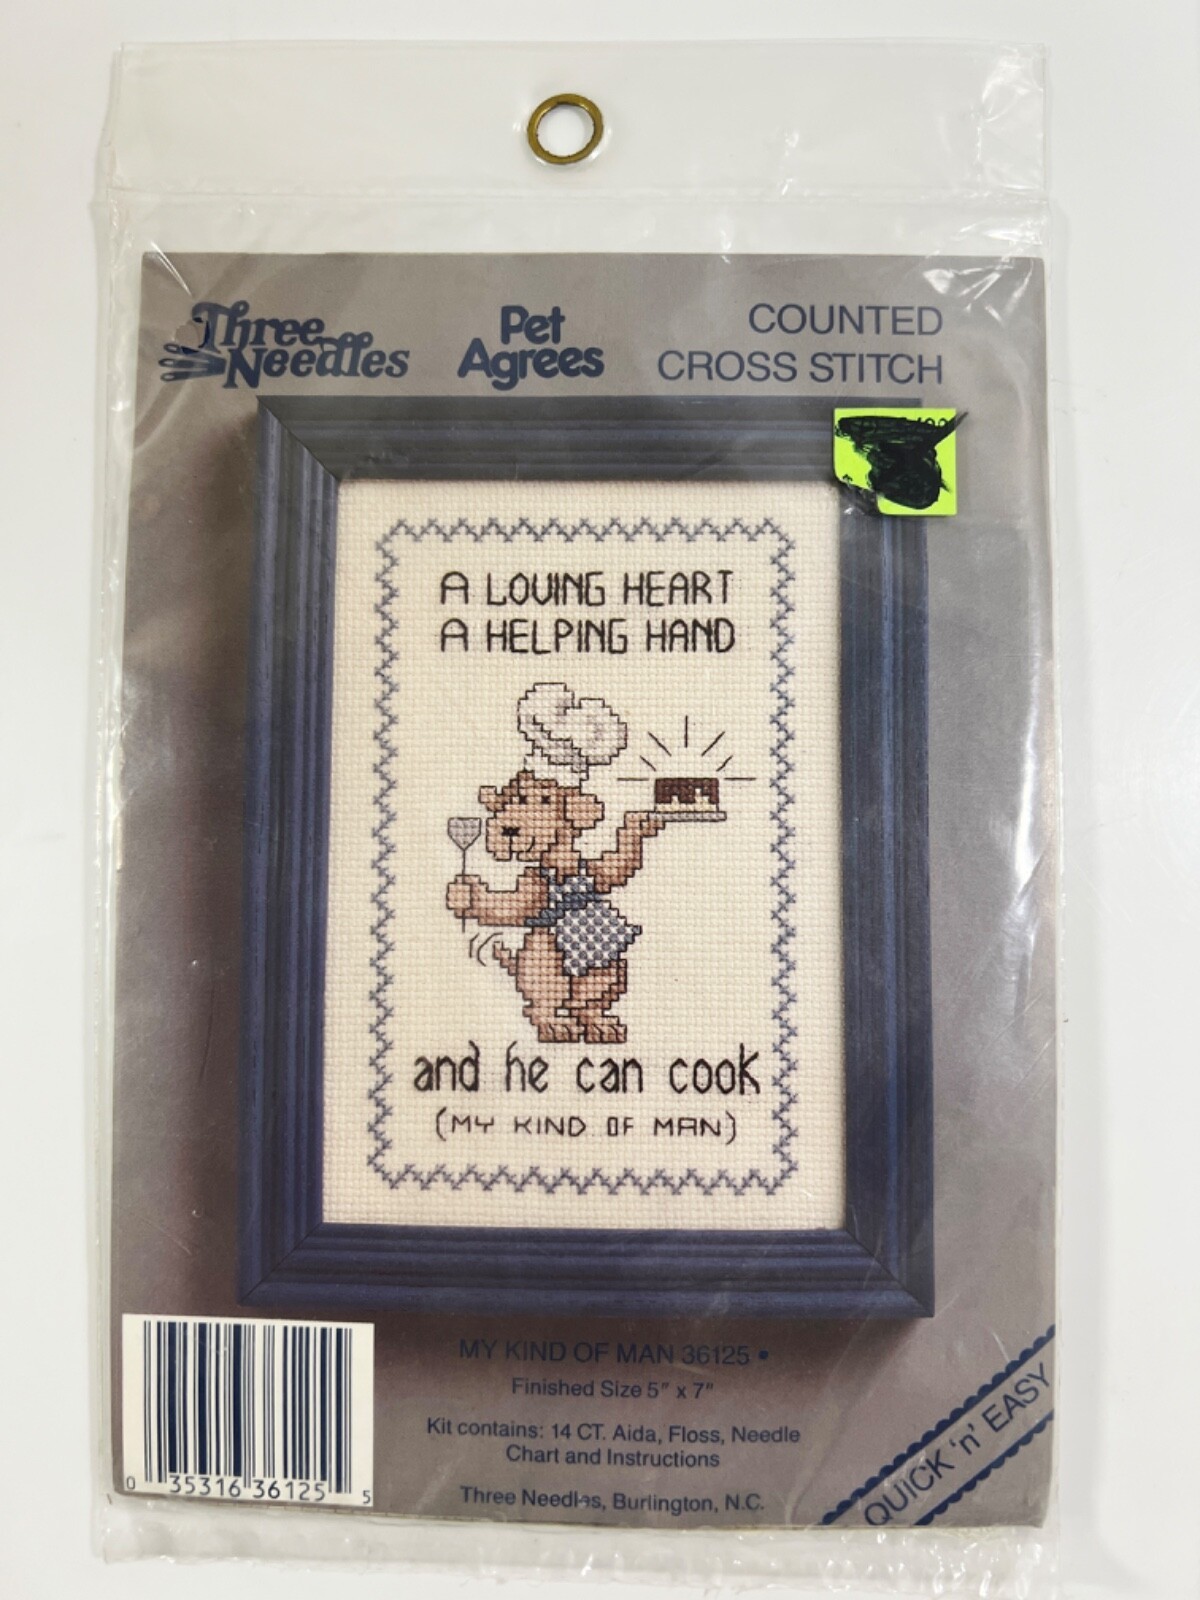 Three Needles
Pet Agrees
COUNTED
CROSS STITCH
A LOVING HEART
A HELPING HAND
and he can cook
(MY KIND OF MAN)
MY KIND OF MAN 36125 •
Finished Size 5" x 7"
Kit contains: 14 CT. Aida, Floss, Needle
Chart and Instructions
Three Needles, Burlington, N.C.
QUICK 'n' EASY
0 35316 36125 5